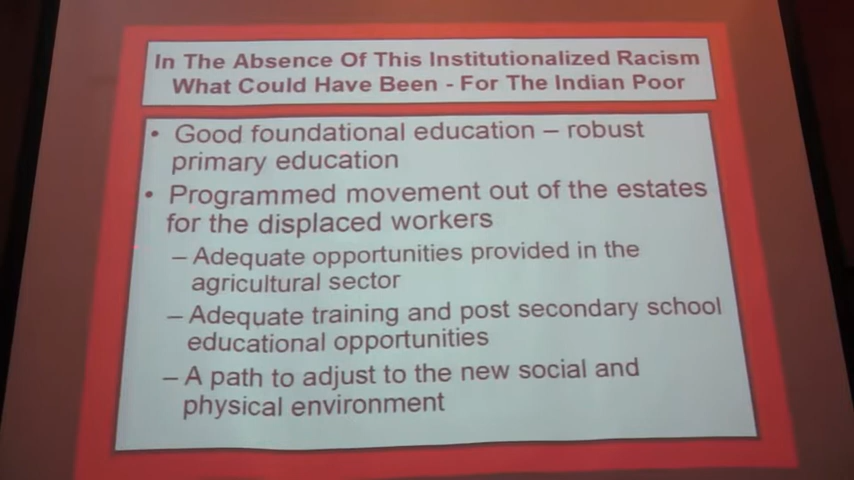 In The Absence Of This Institutionalized Racism
What Could Have Been - For The Indian Poor
• Good foundational education – robust
primary education
• Programmed movement out of the estates
for the displaced workers
– Adequate opportunities provided in the
agricultural sector
– Adequate training and post secondary school
educational opportunities
– A path to adjust to the new social and
physical environment